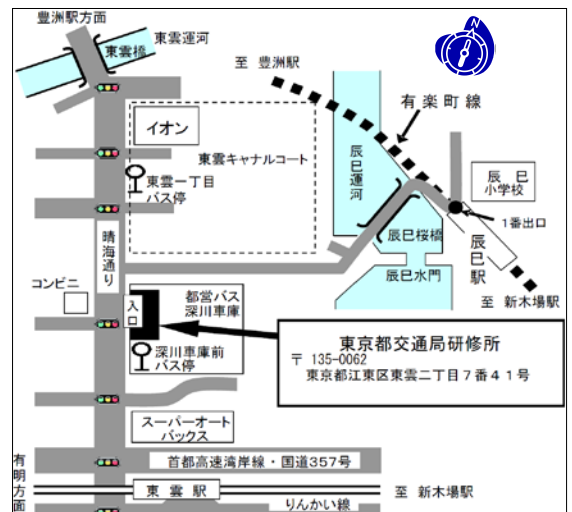 豊洲駅方面
東雲運河
東雲橋
至 豊洲駅
有楽町線
イオン
東雲キャナルコート
東雲一丁目
バス停
辰巳運河
辰巳
小学校
1番出口
辰巳桜橋
辰巳駅
辰巳水門
至 新木場駅
晴海通り
コンビニ
入口
都営バス
深川車庫
深川車庫前
バス停
東京都交通局研修所
〒 135-0062
東京都江東区東雲二丁目7番41号
スーパーオート
バックス
有明方面
首都高速湾岸線・国道357号
東雲駅
至 新木場駅
りんかい線